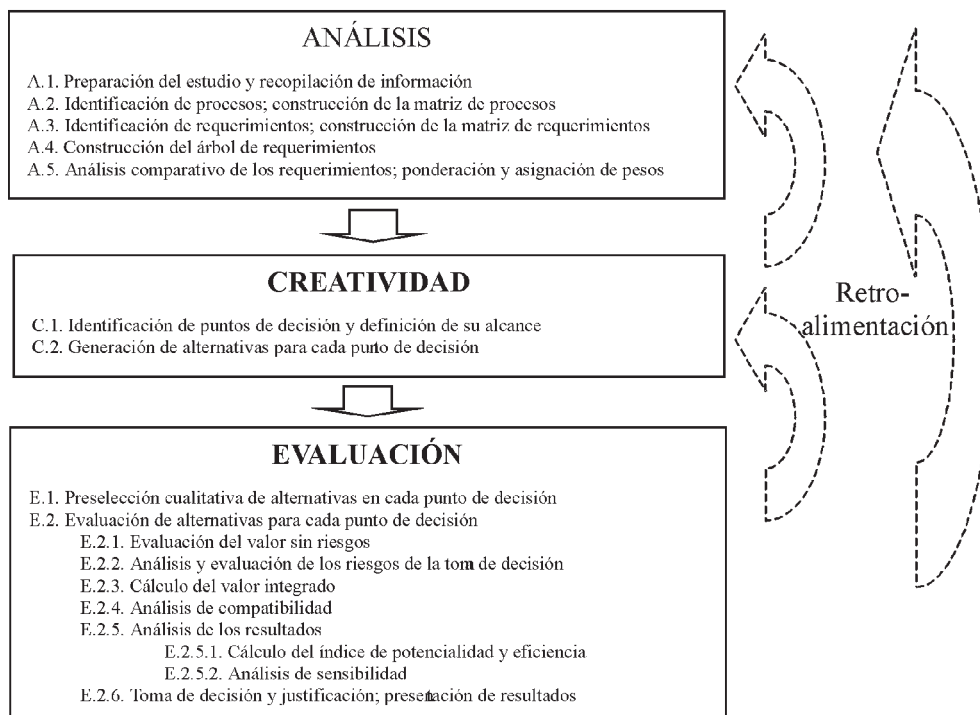 ANÁLISIS
A.1. Preparación del estudio y recopilación de información
A.2. Identificación de procesos; construcción de la matriz de procesos
A.3. Identificación de requerimientos; construcción de la matriz de requerimientos
A.4. Construcción del árbol de requerimientos
A.5. Análisis comparativo de los requerimientos; ponderación y asignación de pesos
CREATIVIDAD
C.1. Identificación de puntos de decisión y definición de su alcance
C.2. Generación de alternativas para cada punto de decisión
EVALUACIÓN
E.1. Preselección cualitativa de alternativas en cada punto de decisión
E.2. Evaluación de alternativas para cada punto de decisión
E.2.1. Evaluación del valor sin riesgos
E.2.2. Análisis y evaluación de los riesgos de la toma de decisión
E.2.3. Cálculo del valor integrado
E.2.4. Análisis de compatibilidad
E.2.5. Análisis de los resultados
E.2.5.1. Cálculo del índice de potencialidad y eficiencia
E.2.5.2. Análisis de sensibilidad
E.2.6. Toma de decisión y justificación; presentación de resultados
Retro-
alimentación